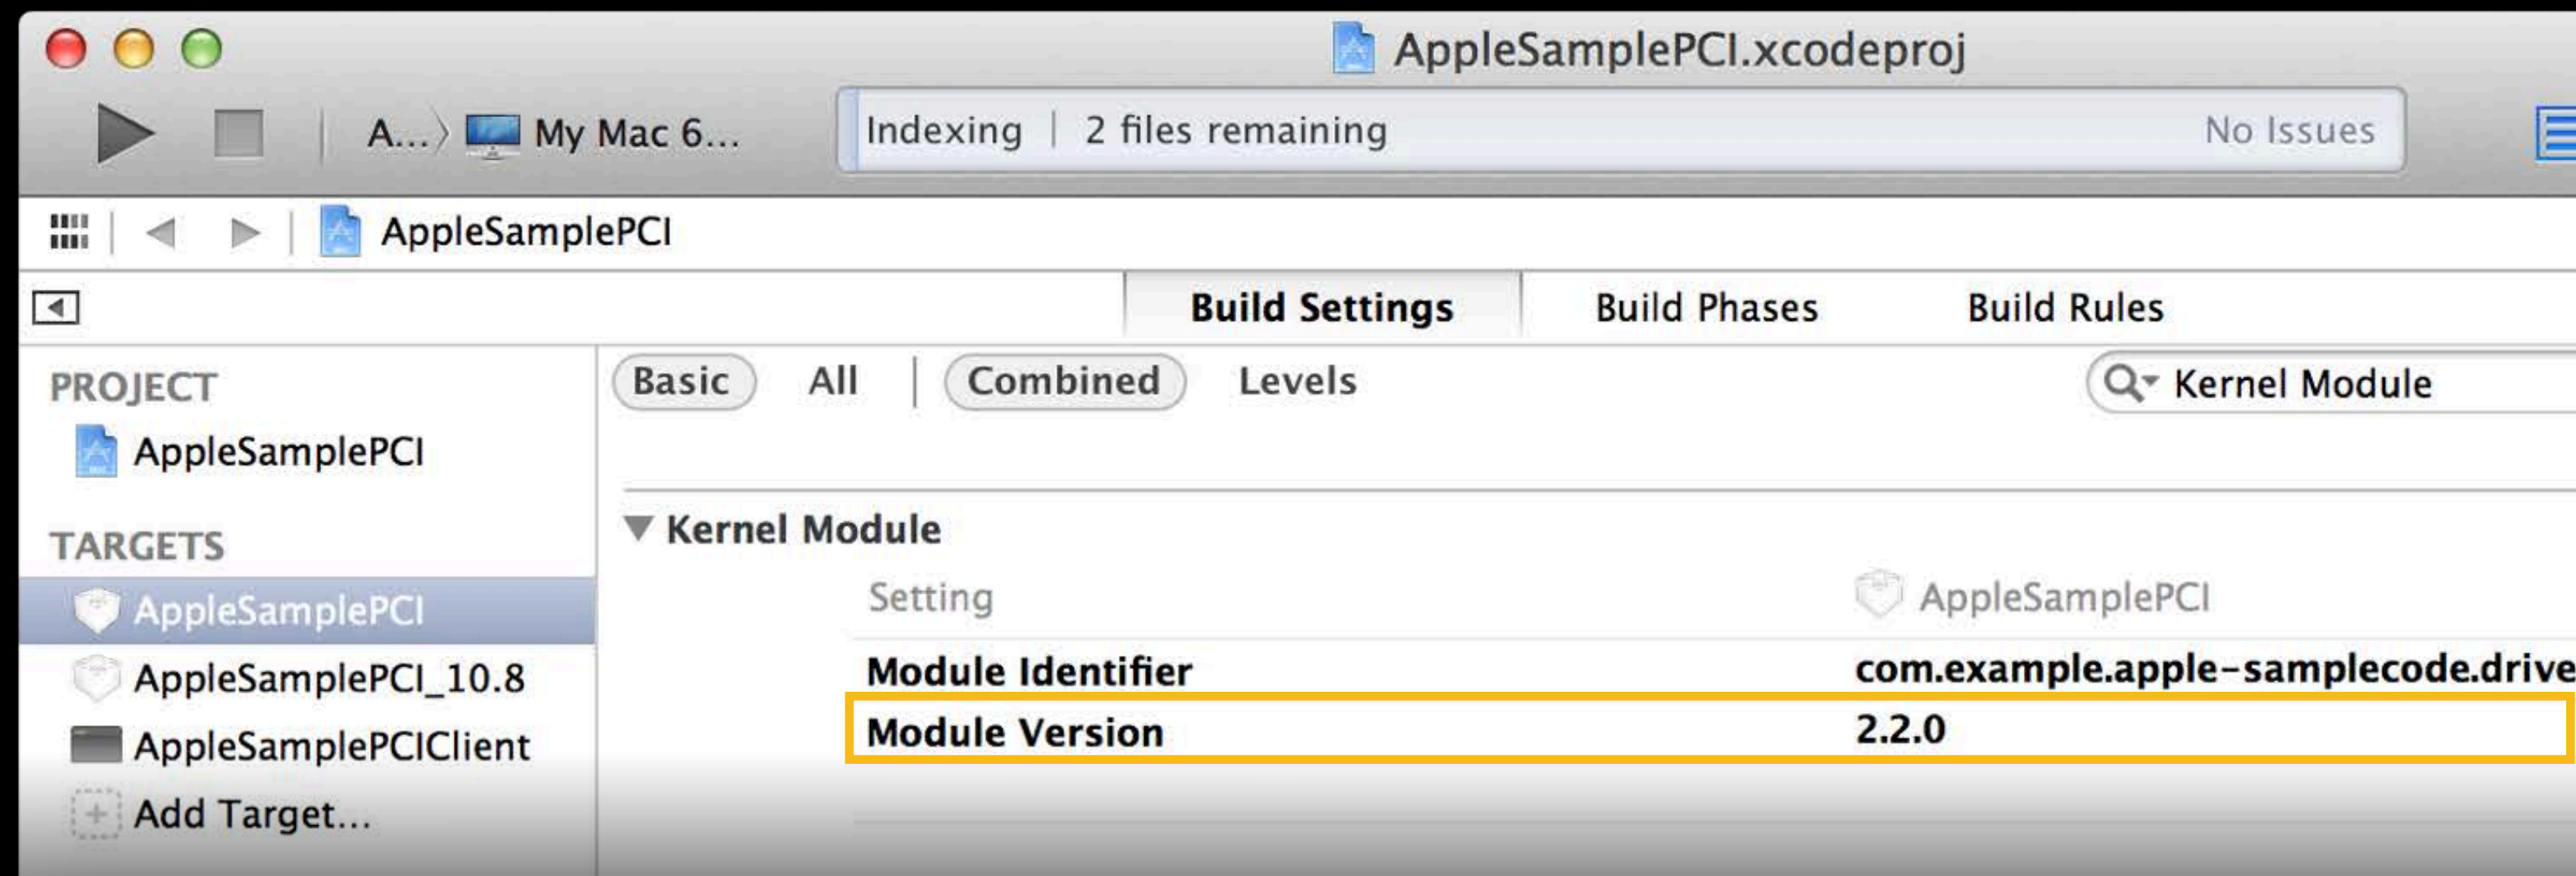 AppleSamplePCI.xcodeproj
A... My Mac 6... Indexing | 2 files remaining No Issues
AppleSamplePCI
Build Settings Build Phases Build Rules
PROJECT Basic All | Combined Levels Kernel Module
AppleSamplePCI
Kernel Module
TARGETS
Setting AppleSamplePCI
AppleSamplePCI
Module Identifier com.example.apple-samplecode.drive
AppleSamplePCI_10.8
Module Version 2.2.0
AppleSamplePCIClient
Add Target...